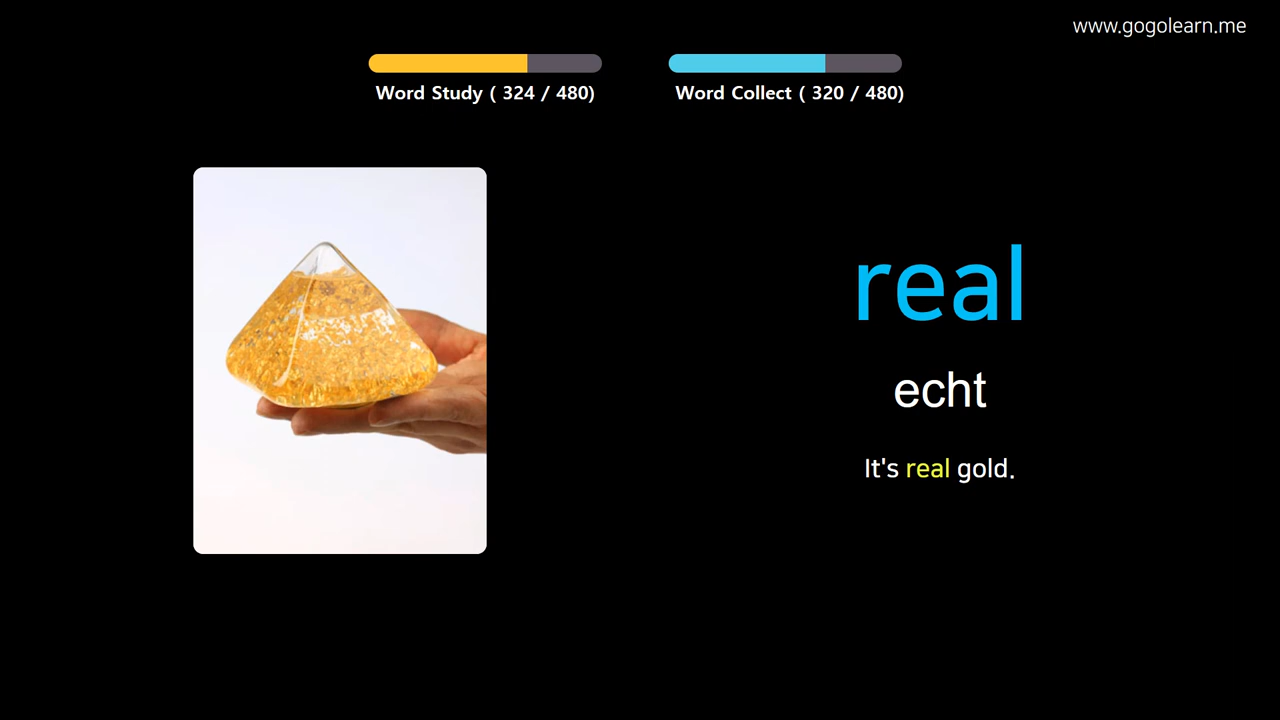 www.gogolearn.me
Word Study ( 324 / 480)
Word Collect ( 320 / 480)
real
echt
It's real gold.